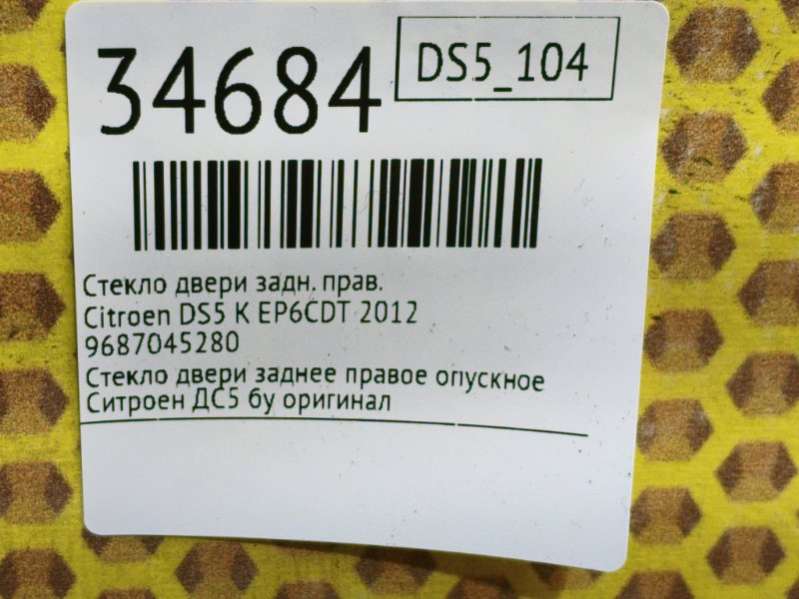 34684
DS5_104
Стекло двери задн. прав.
Citroen DS5 К EP6CDT 2012
9687045280
Стекло двери заднее правое опускное
Ситроен ДС5 бу оригинал